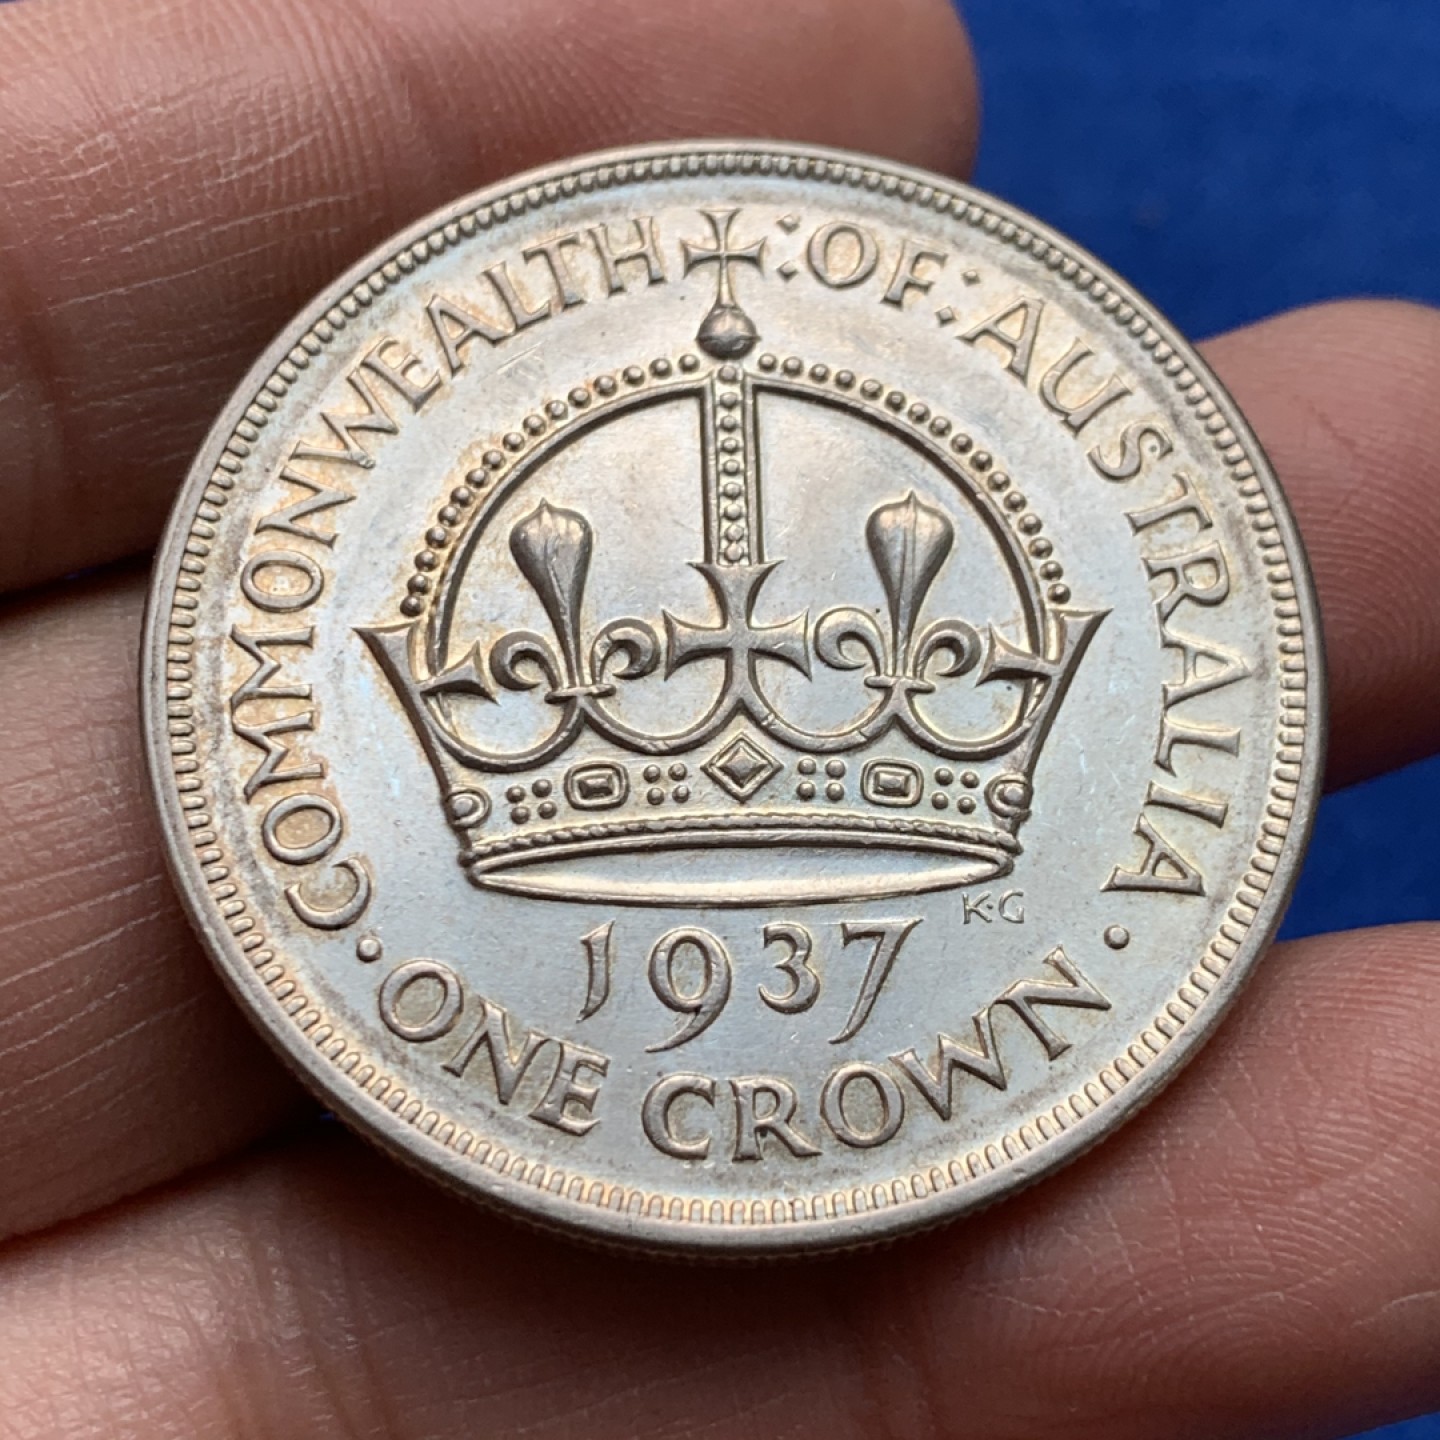 COMMONWEALTH : OF : AUSTRALIA
K·G
1937
· ONE CROWN ·